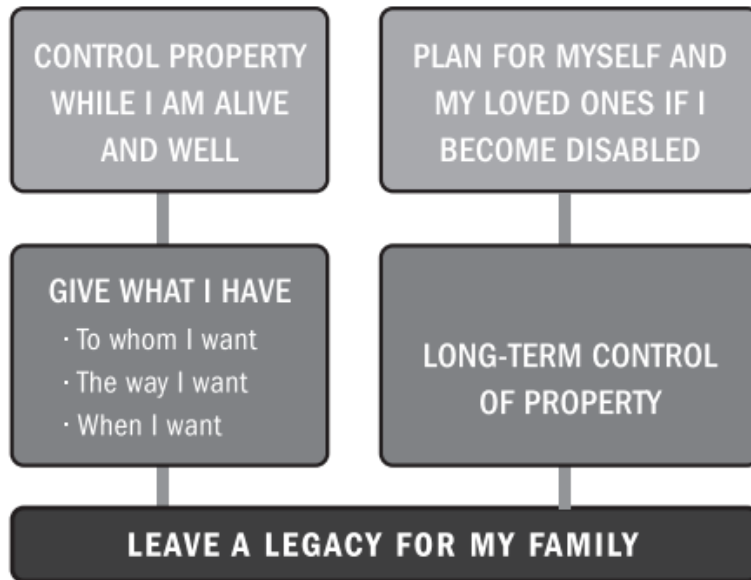 CONTROL PROPERTY
WHILE I AM ALIVE
AND WELL
PLAN FOR MYSELF AND
MY LOVED ONES IF I
BECOME DISABLED
GIVE WHAT I HAVE
· To whom I want
· The way I want
· When I want
LONG-TERM CONTROL
OF PROPERTY
LEAVE A LEGACY FOR MY FAMILY